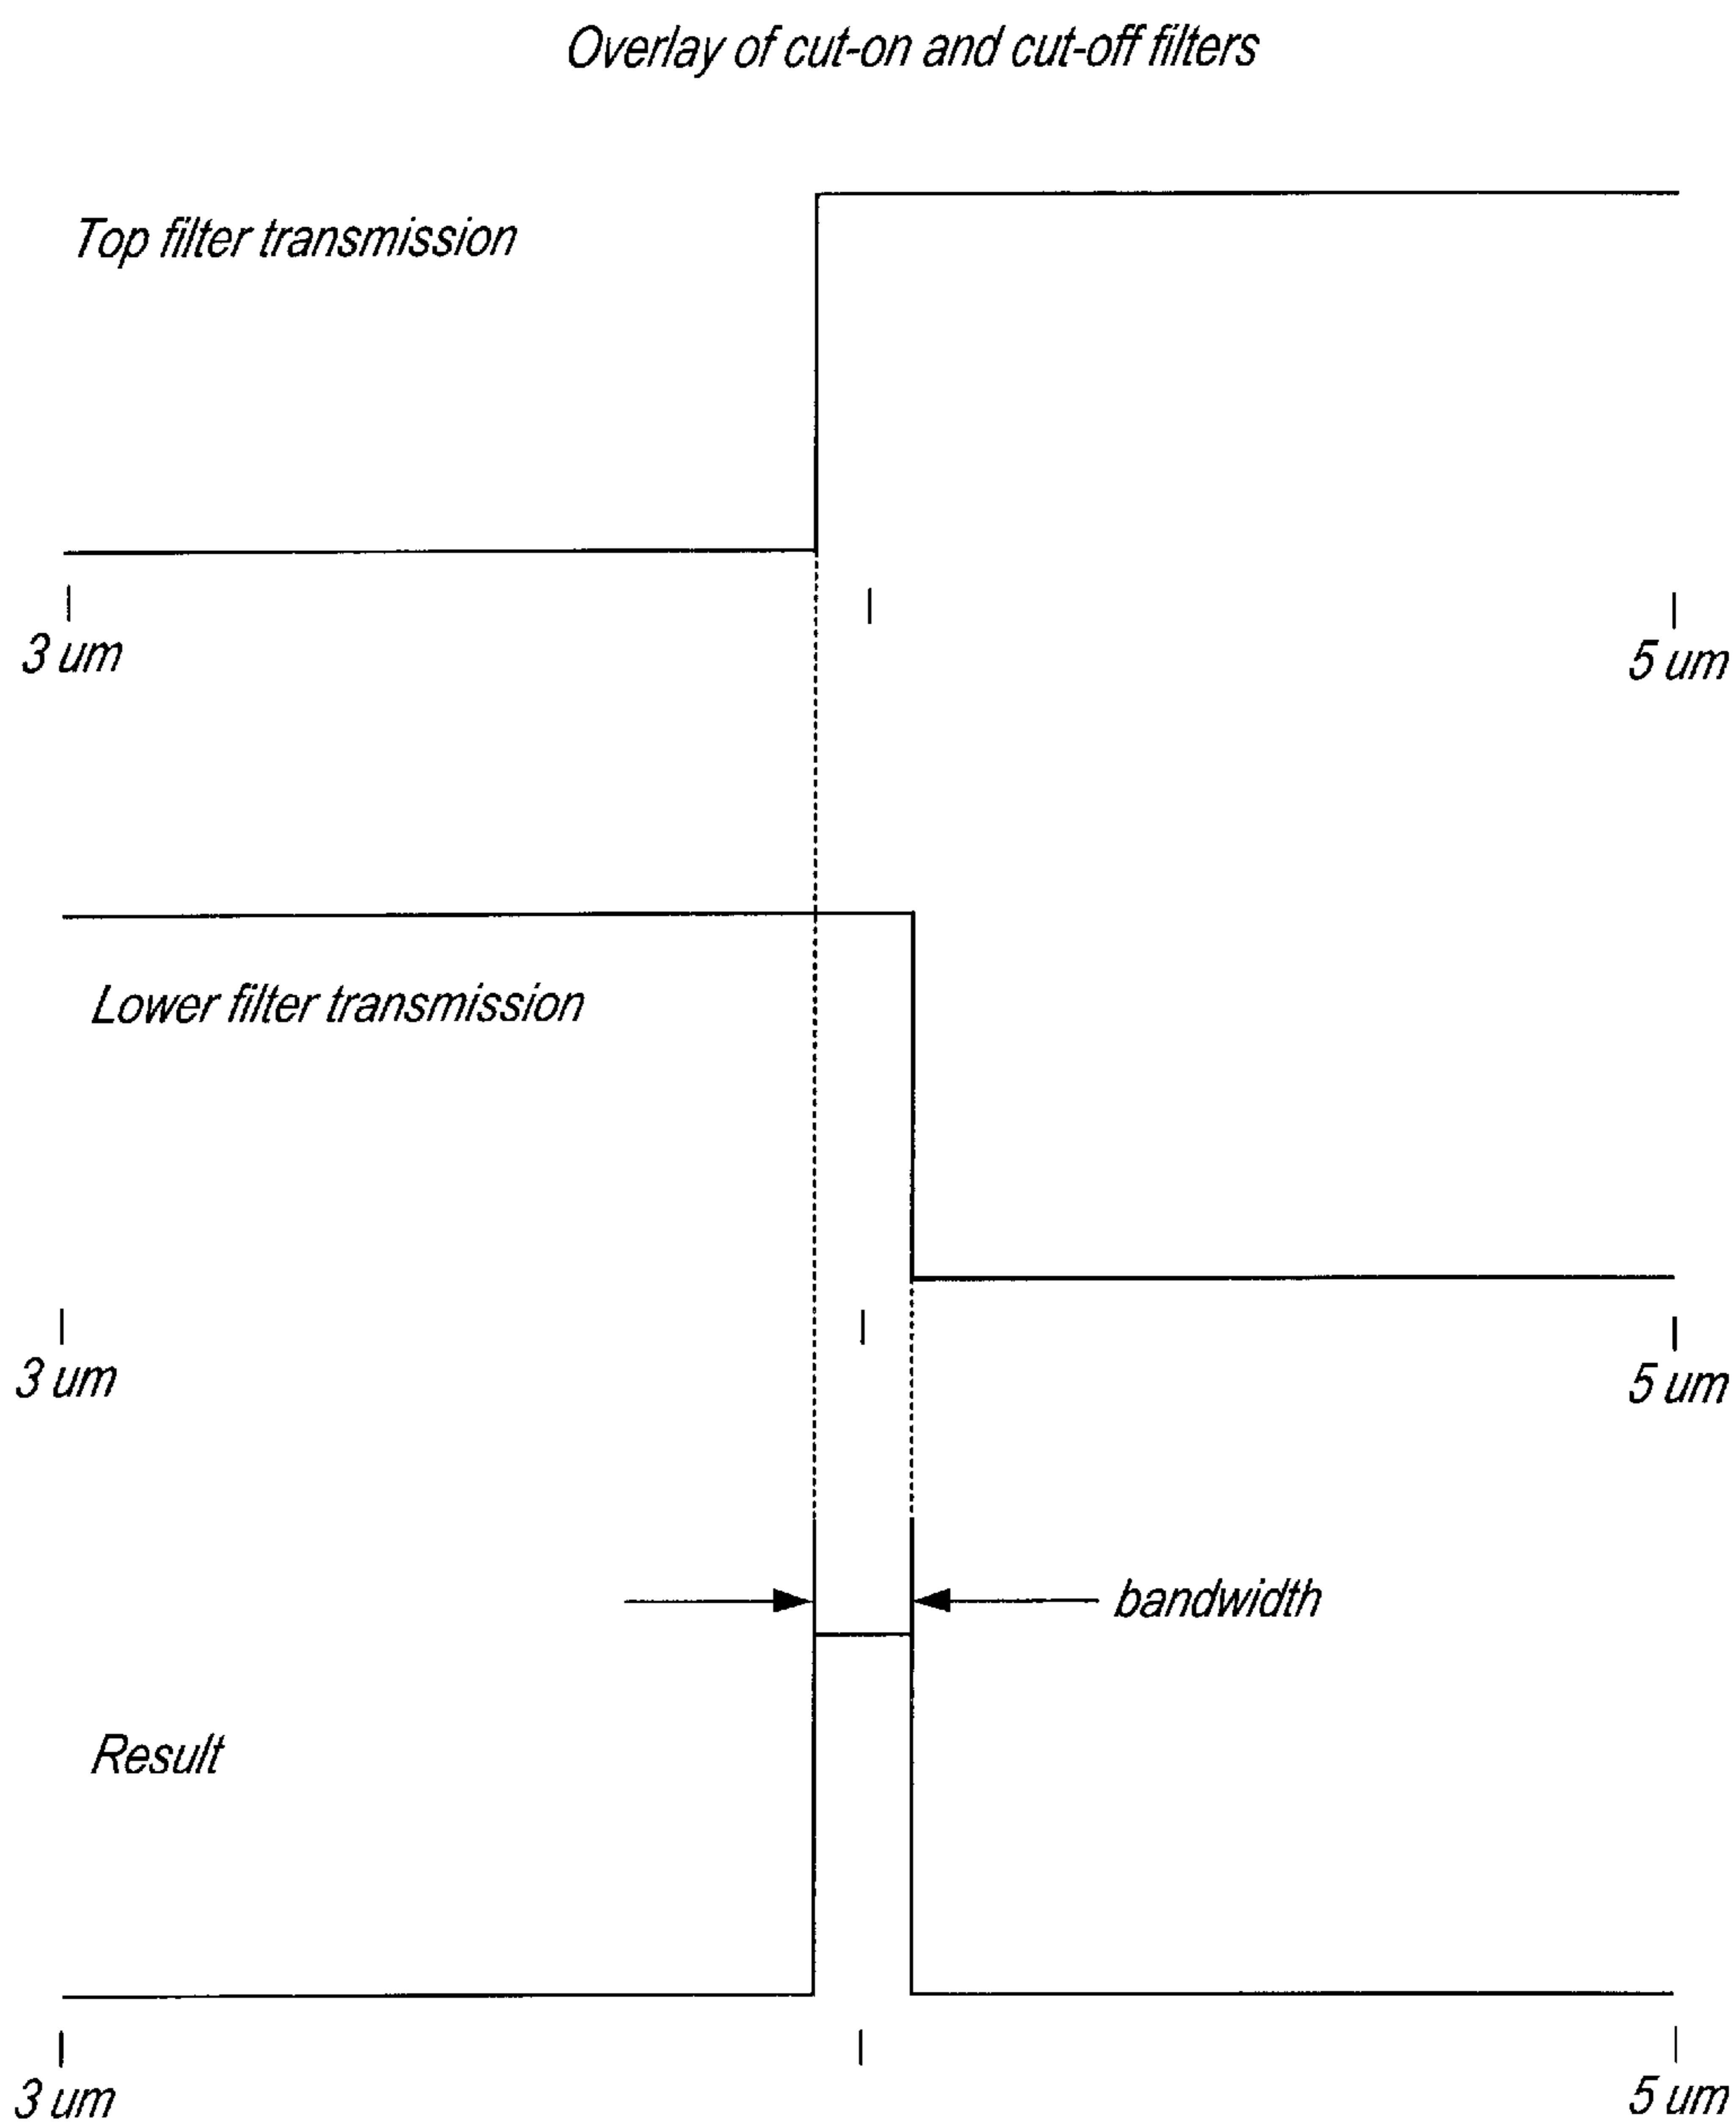 Overlay of cut-on and cut-off filters
Top filter transmission
3 um
5 um
Lower filter transmission
3 um
5 um
bandwidth
Result
3 um
5 um